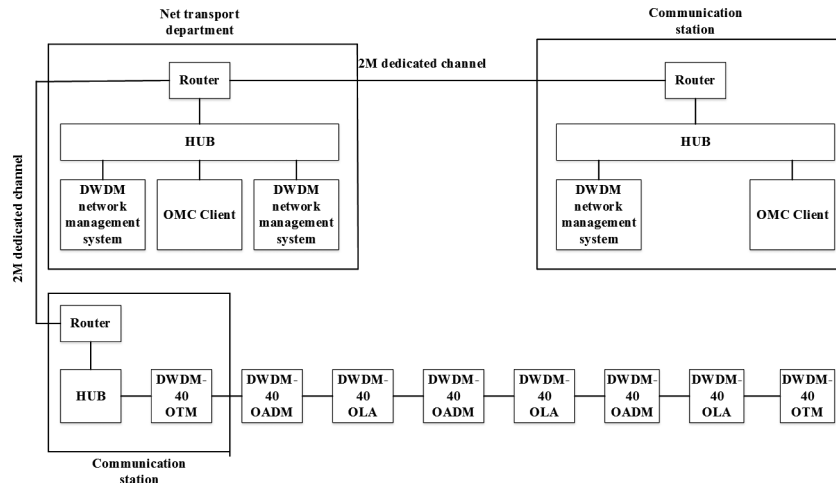 Net transport
department
Communication
station
2M dedicated channel
Router
Router
HUB
HUB
DWDM
network
management
system
OMC Client
DWDM
network
management
system
DWDM
network
management
system
OMC Client
2M dedicated channel
Router
HUB
DWDM-
40
OTM
DWDM-
40
OADM
DWDM-
40
OLA
DWDM-
40
OADM
DWDM-
40
OLA
DWDM-
40
OADM
DWDM-
40
OLA
DWDM-
40
OTM
Communication
station